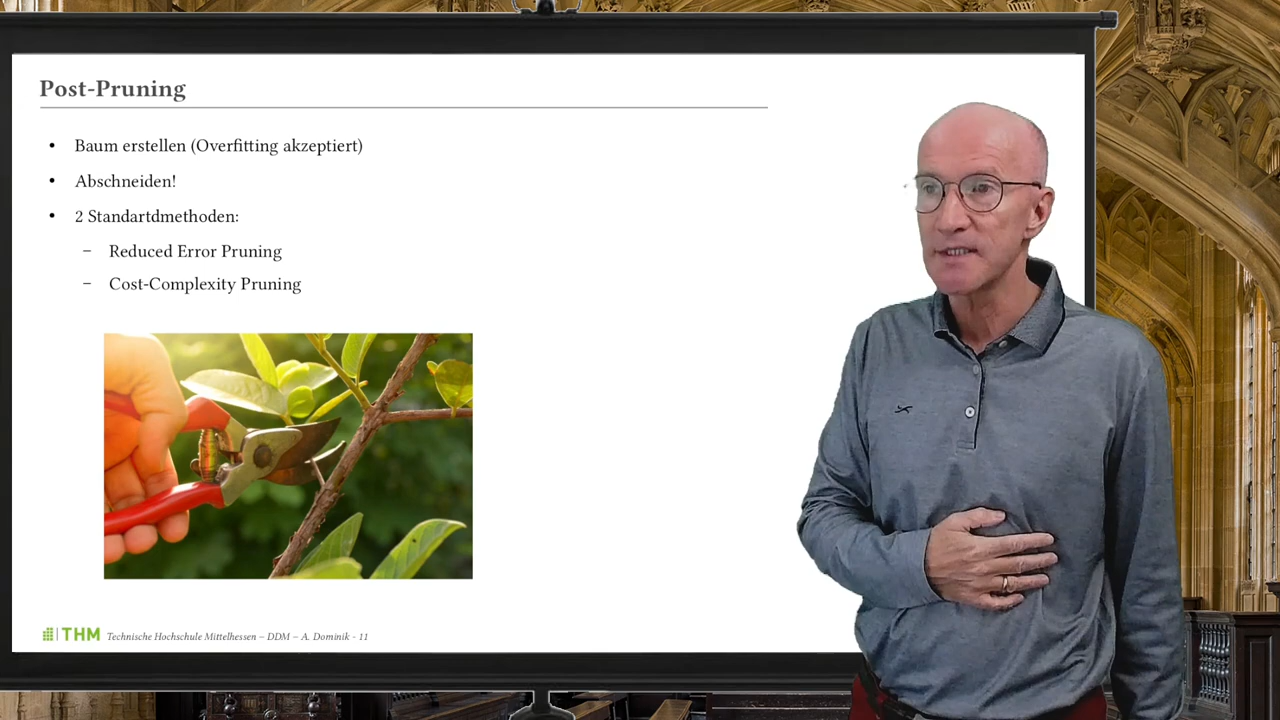 Post-Pruning
• Baum erstellen (Overfitting akzeptiert)
• Abschneiden!
• 2 Standartdmethoden:
– Reduced Error Pruning
– Cost-Complexity Pruning
THM Technische Hochschule Mittelhessen – DDM – A. Dominik - 11